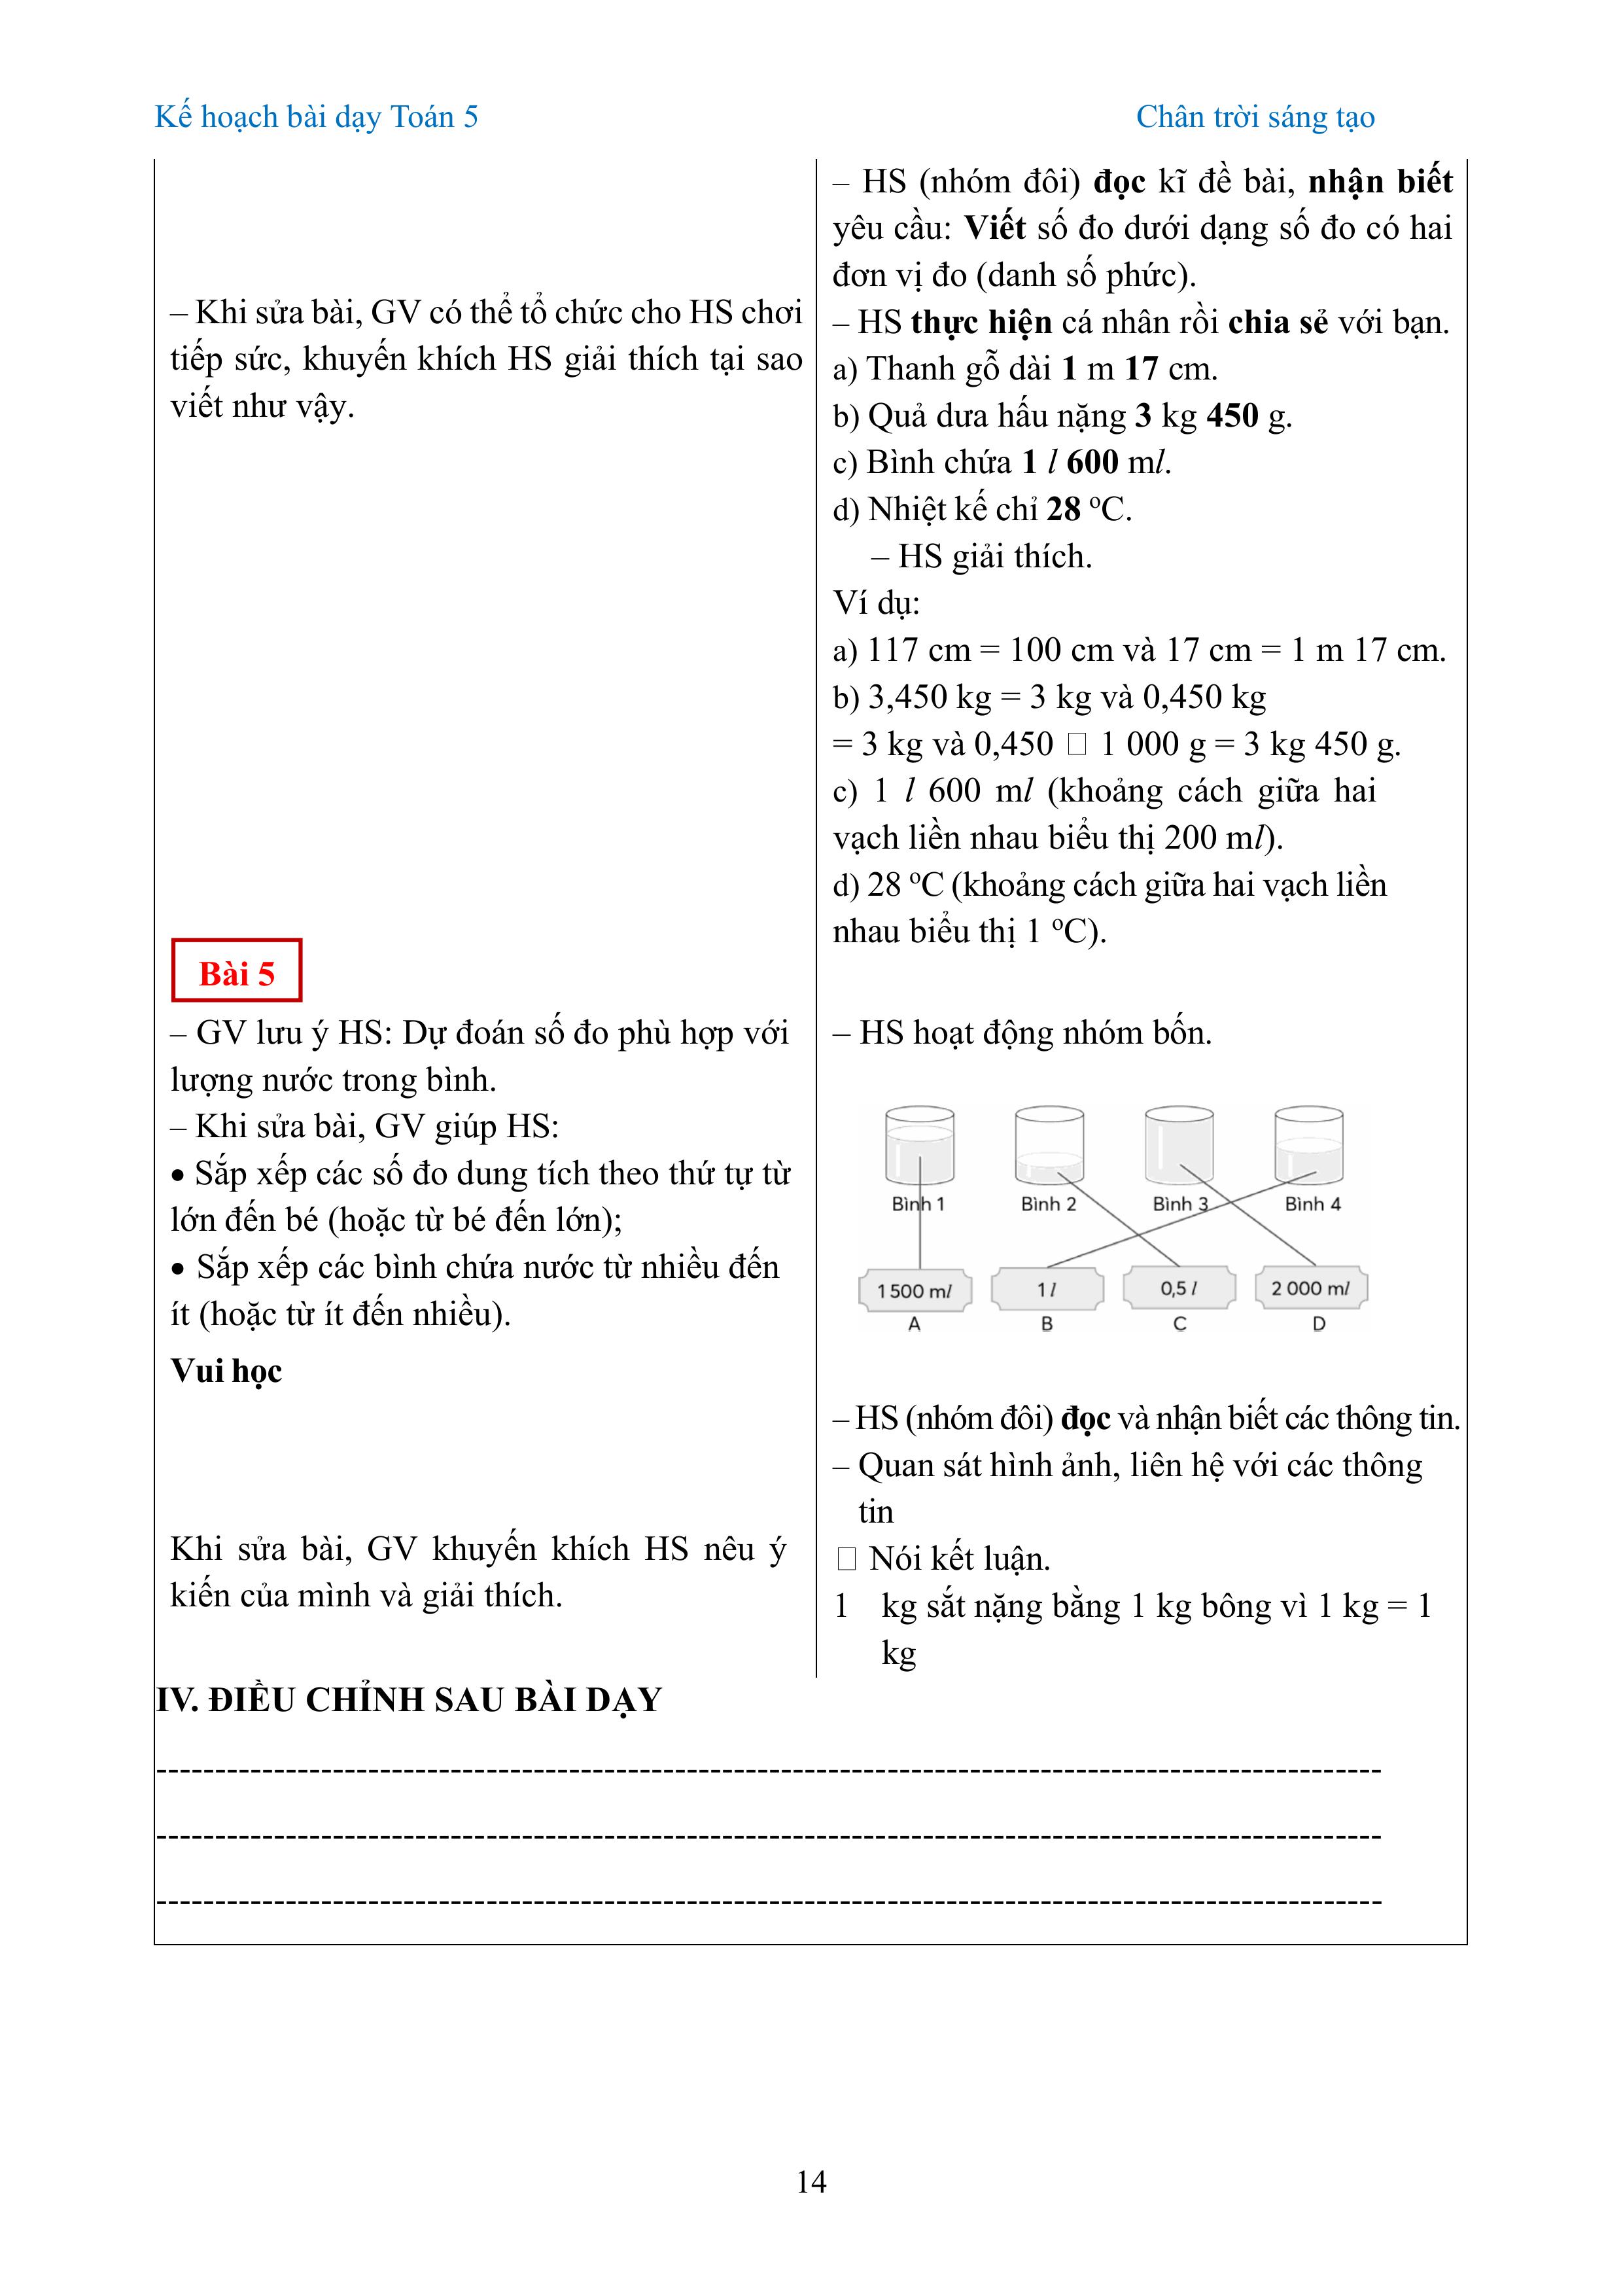 Kế hoạch bài dạy Toán 5
Chân trời sáng tạo
– Khi sửa bài, GV có thể tổ chức cho HS chơi
tiếp sức, khuyến khích HS giải thích tại sao
viết như vậy.
– HS (nhóm đôi) đọc kĩ đề bài, nhận biết
yêu cầu: Viết số đo dưới dạng số đo có hai
đơn vị đo (danh số phức).
– HS thực hiện cá nhân rồi chia sẻ với bạn.
a) Thanh gỗ dài 1 m 17 cm.
b) Quả dưa hấu nặng 3 kg 450 g.
c) Bình chứa 1 l 600 ml.
d) Nhiệt kế chỉ 28 ºC.
– HS giải thích.
Ví dụ:
a) 117 cm = 100 cm và 17 cm = 1 m 17 cm.
b) 3,450 kg = 3 kg và 0,450 kg
= 3 kg và 0,450 □ 1 000 g = 3 kg 450 g.
c) 1 l 600 ml (khoảng cách giữa hai
vạch liền nhau biểu thị 200 ml).
d) 28 ºC (khoảng cách giữa hai vạch liền
nhau biểu thị 1 ºC).
Bài 5
– GV lưu ý HS: Dự đoán số đo phù hợp với
lượng nước trong bình.
– Khi sửa bài, GV giúp HS:
• Sắp xếp các số đo dung tích theo thứ tự từ
lớn đến bé (hoặc từ bé đến lớn);
• Sắp xếp các bình chứa nước từ nhiều đến
ít (hoặc từ ít đến nhiều).
– HS hoạt động nhóm bốn.
Bình 1 Bình 2 Bình 3 Bình 4
1 500 ml 1 l 0,5 l 2 000 ml
A B C D
Vui học
Khi sửa bài, GV khuyến khích HS nêu ý
kiến của mình và giải thích.
– HS (nhóm đôi) đọc và nhận biết các thông tin.
– Quan sát hình ảnh, liên hệ với các thông
tin
□ Nói kết luận.
1 kg sắt nặng bằng 1 kg bông vì 1 kg = 1
kg
IV. ĐIỀU CHỈNH SAU BÀI DẠY
14